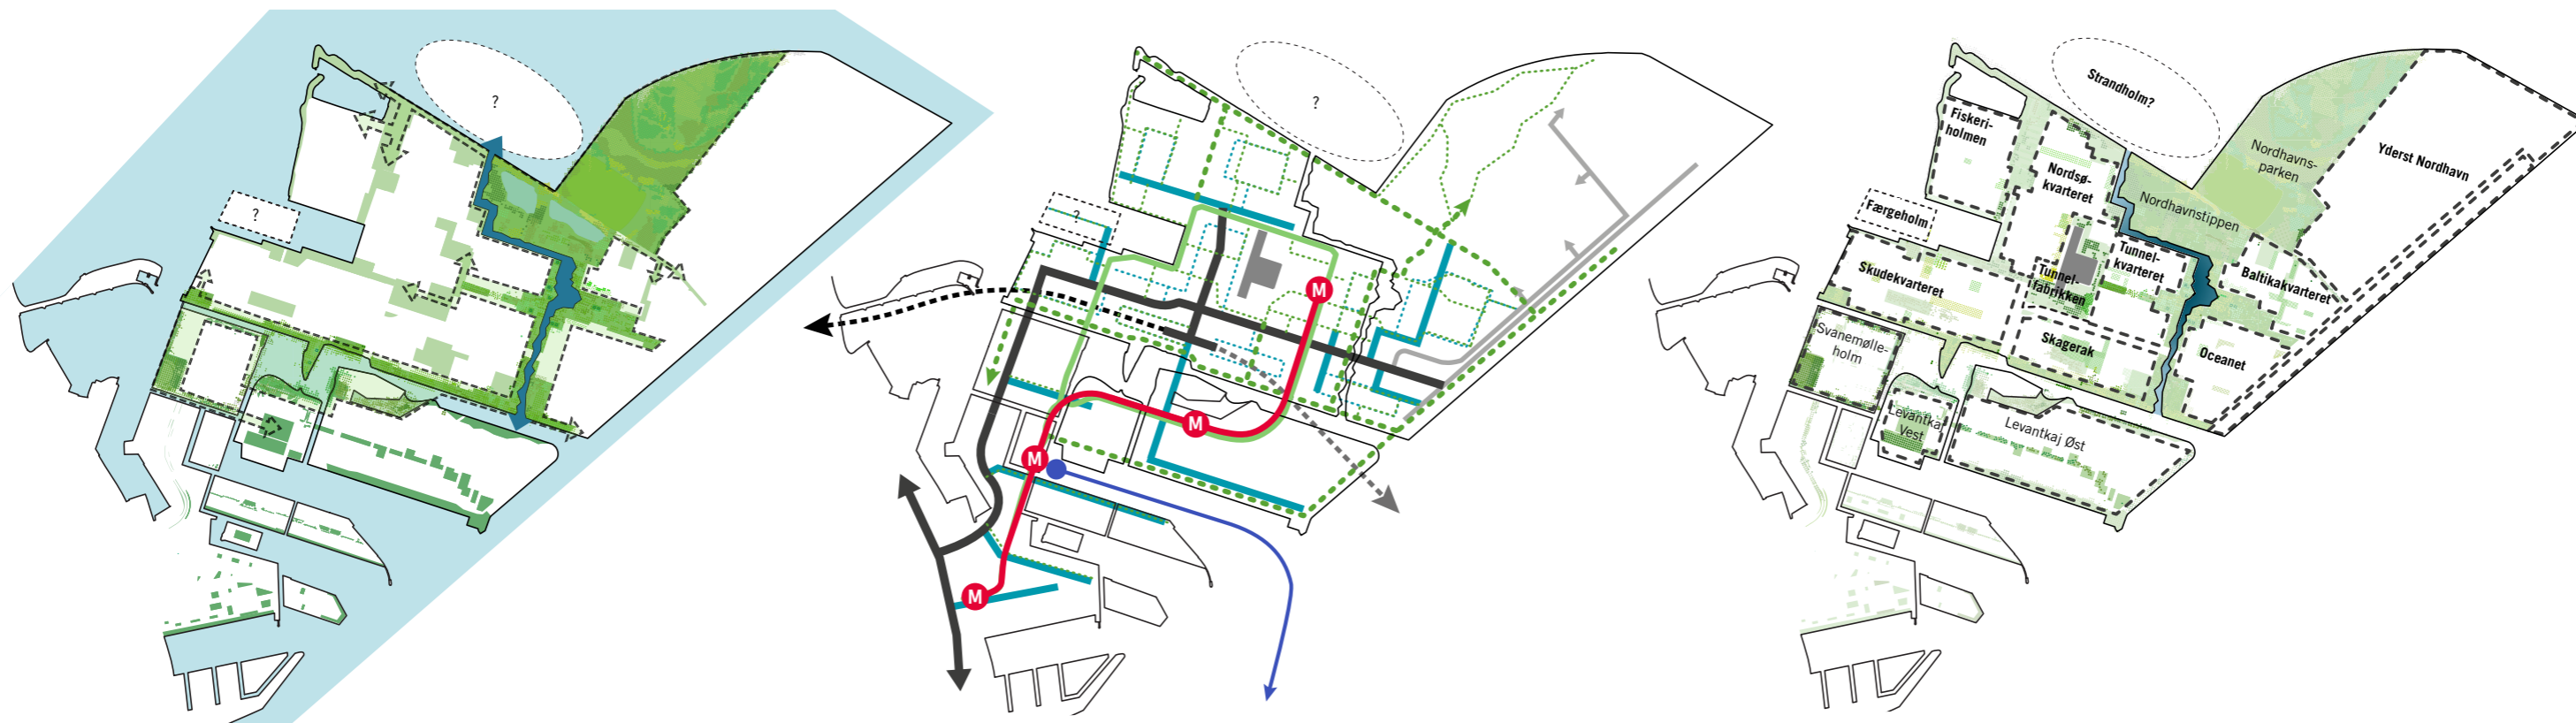 ?
?
?
?
M
M
M
M
Strandholm?
Fiskeri-
holmen
Nordhavns-
parken
Yderst Nordhavn
Nordsø-
kvarteret
Nordhavnstippen
Færgeholm
Tunnel-
kvarteret
Tunnel-
fabrikken
Baltikakvarteret
Skudekvarteret
Svanemølle-
holm
Skagerak
Oceanet
Levantkaj
Vest
Levantkaj Øst